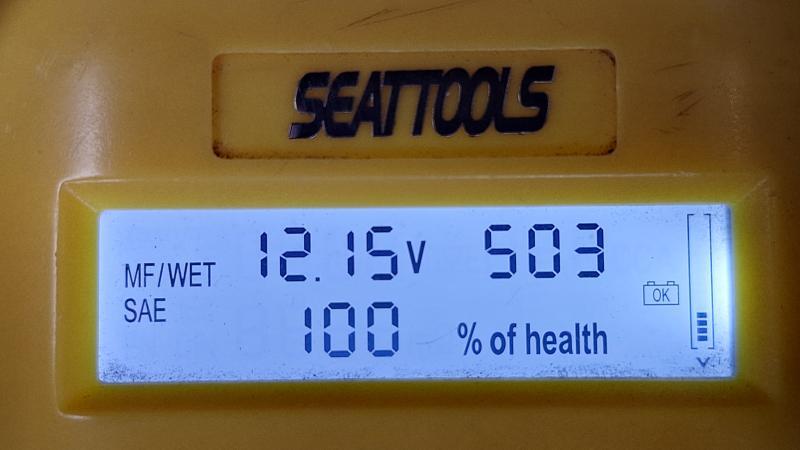 SEATTOOLS
MF/WET 12.15V 503
SAE 100 % of health
OK
V